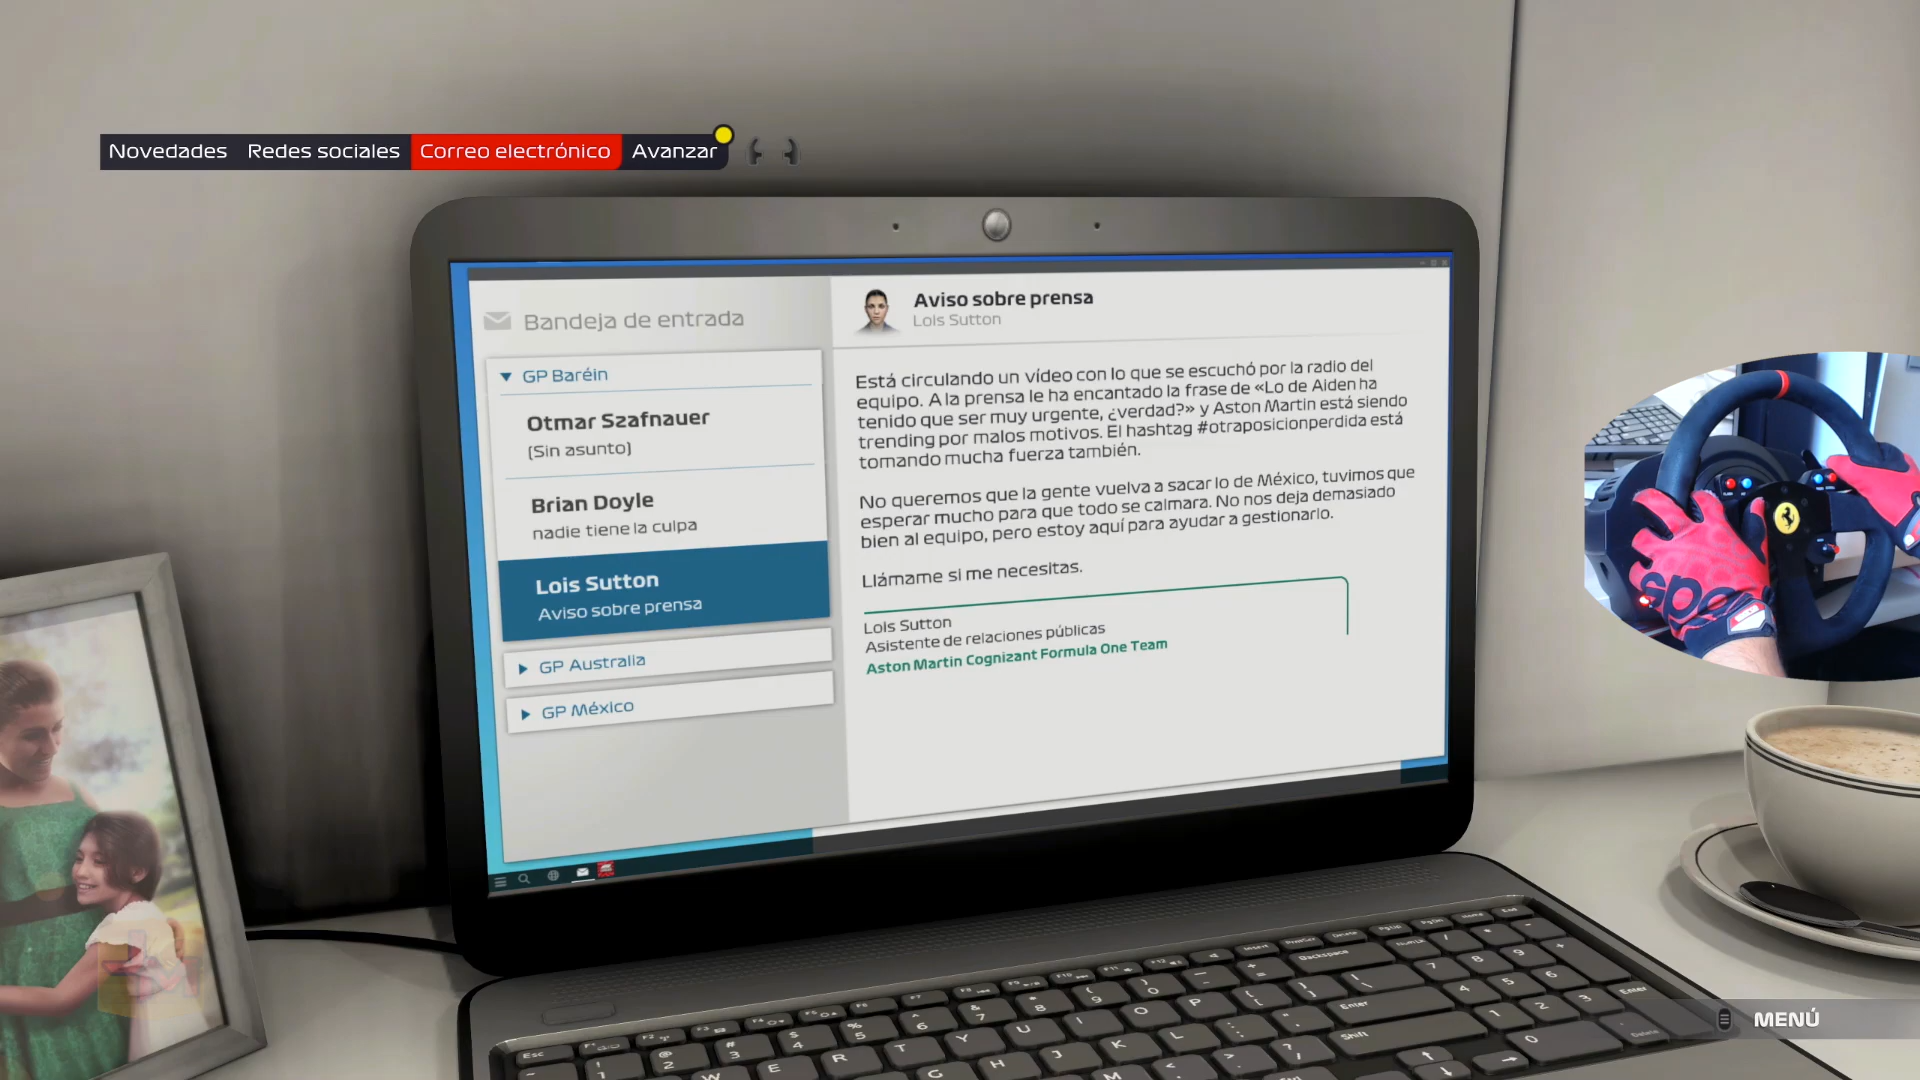 Novedades Redes sociales Correo electrónico Avanzar
Bandeja de entrada
GP Baréin
Otmar Szafnauer
(Sin asunto)
Brian Doyle
nadie tiene la culpa
Lois Sutton
Aviso sobre prensa
GP Australia
GP México
Aviso sobre prensa
Lois Sutton
Está circulando un vídeo con lo que se escuchó por la radio del
equipo. A la prensa le ha encantado la frase de «Lo de Aiden ha
tenido que ser muy urgente, ¿verdad?» y Aston Martin está siendo
trending por malos motivos. El hashtag #otraposicionperdida está
tomando mucha fuerza también.
No queremos que la gente vuelva a sacar lo de México, tuvimos que
esperar mucho para que todo se calmara. No nos deja demasiado
bien al equipo, pero estoy aquí para ayudar a gestionarlo.
Llámame si me necesitas.
Lois Sutton
Asistente de relaciones públicas
Aston Martin Cognizant Formula One Team
MENÚ